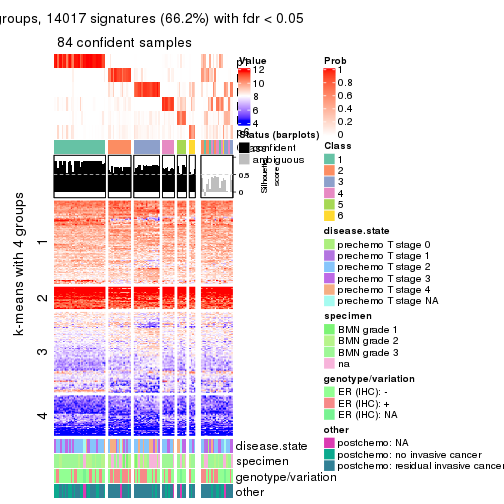 groups, 14017 signatures (66.2%) with fdr < 0.05
84 confident samples
k-means with 4 groups
1
2
3
4
disease.state
specimen
genotype/variation
other
Value
12
10
8
6
4
Status (barplots)
confident
ambiguous
0.5
0
Silhouette
score
Prob
1
0.8
0.6
0.4
0.2
0
Class
1
2
3
4
5
6
disease.state
prechemo T stage 0
prechemo T stage 1
prechemo T stage 2
prechemo T stage 3
prechemo T stage 4
prechemo T stage NA
specimen
BMN grade 1
BMN grade 2
BMN grade 3
na
genotype/variation
ER (IHC): -
ER (IHC): +
ER (IHC): NA
other
postchemo: NA
postchemo: no invasive cancer
postchemo: residual invasive cance